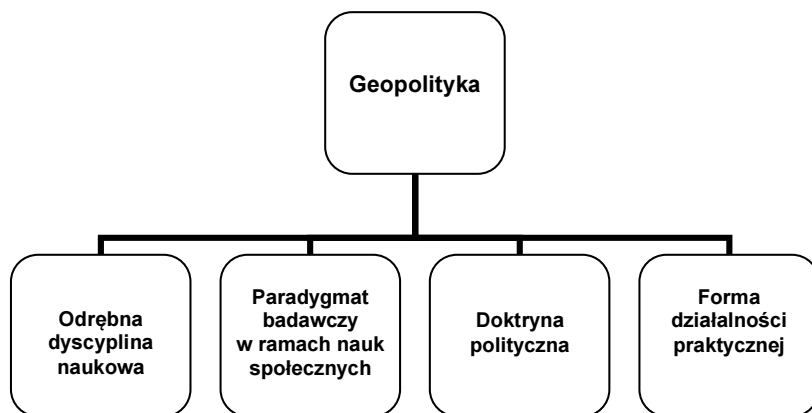 Geopolityka
Odrębna
dyscyplina
naukowa
Paradygmat
badawczy
w ramach nauk
społecznych
Doktryna
polityczna
Forma
działalności
praktycznej